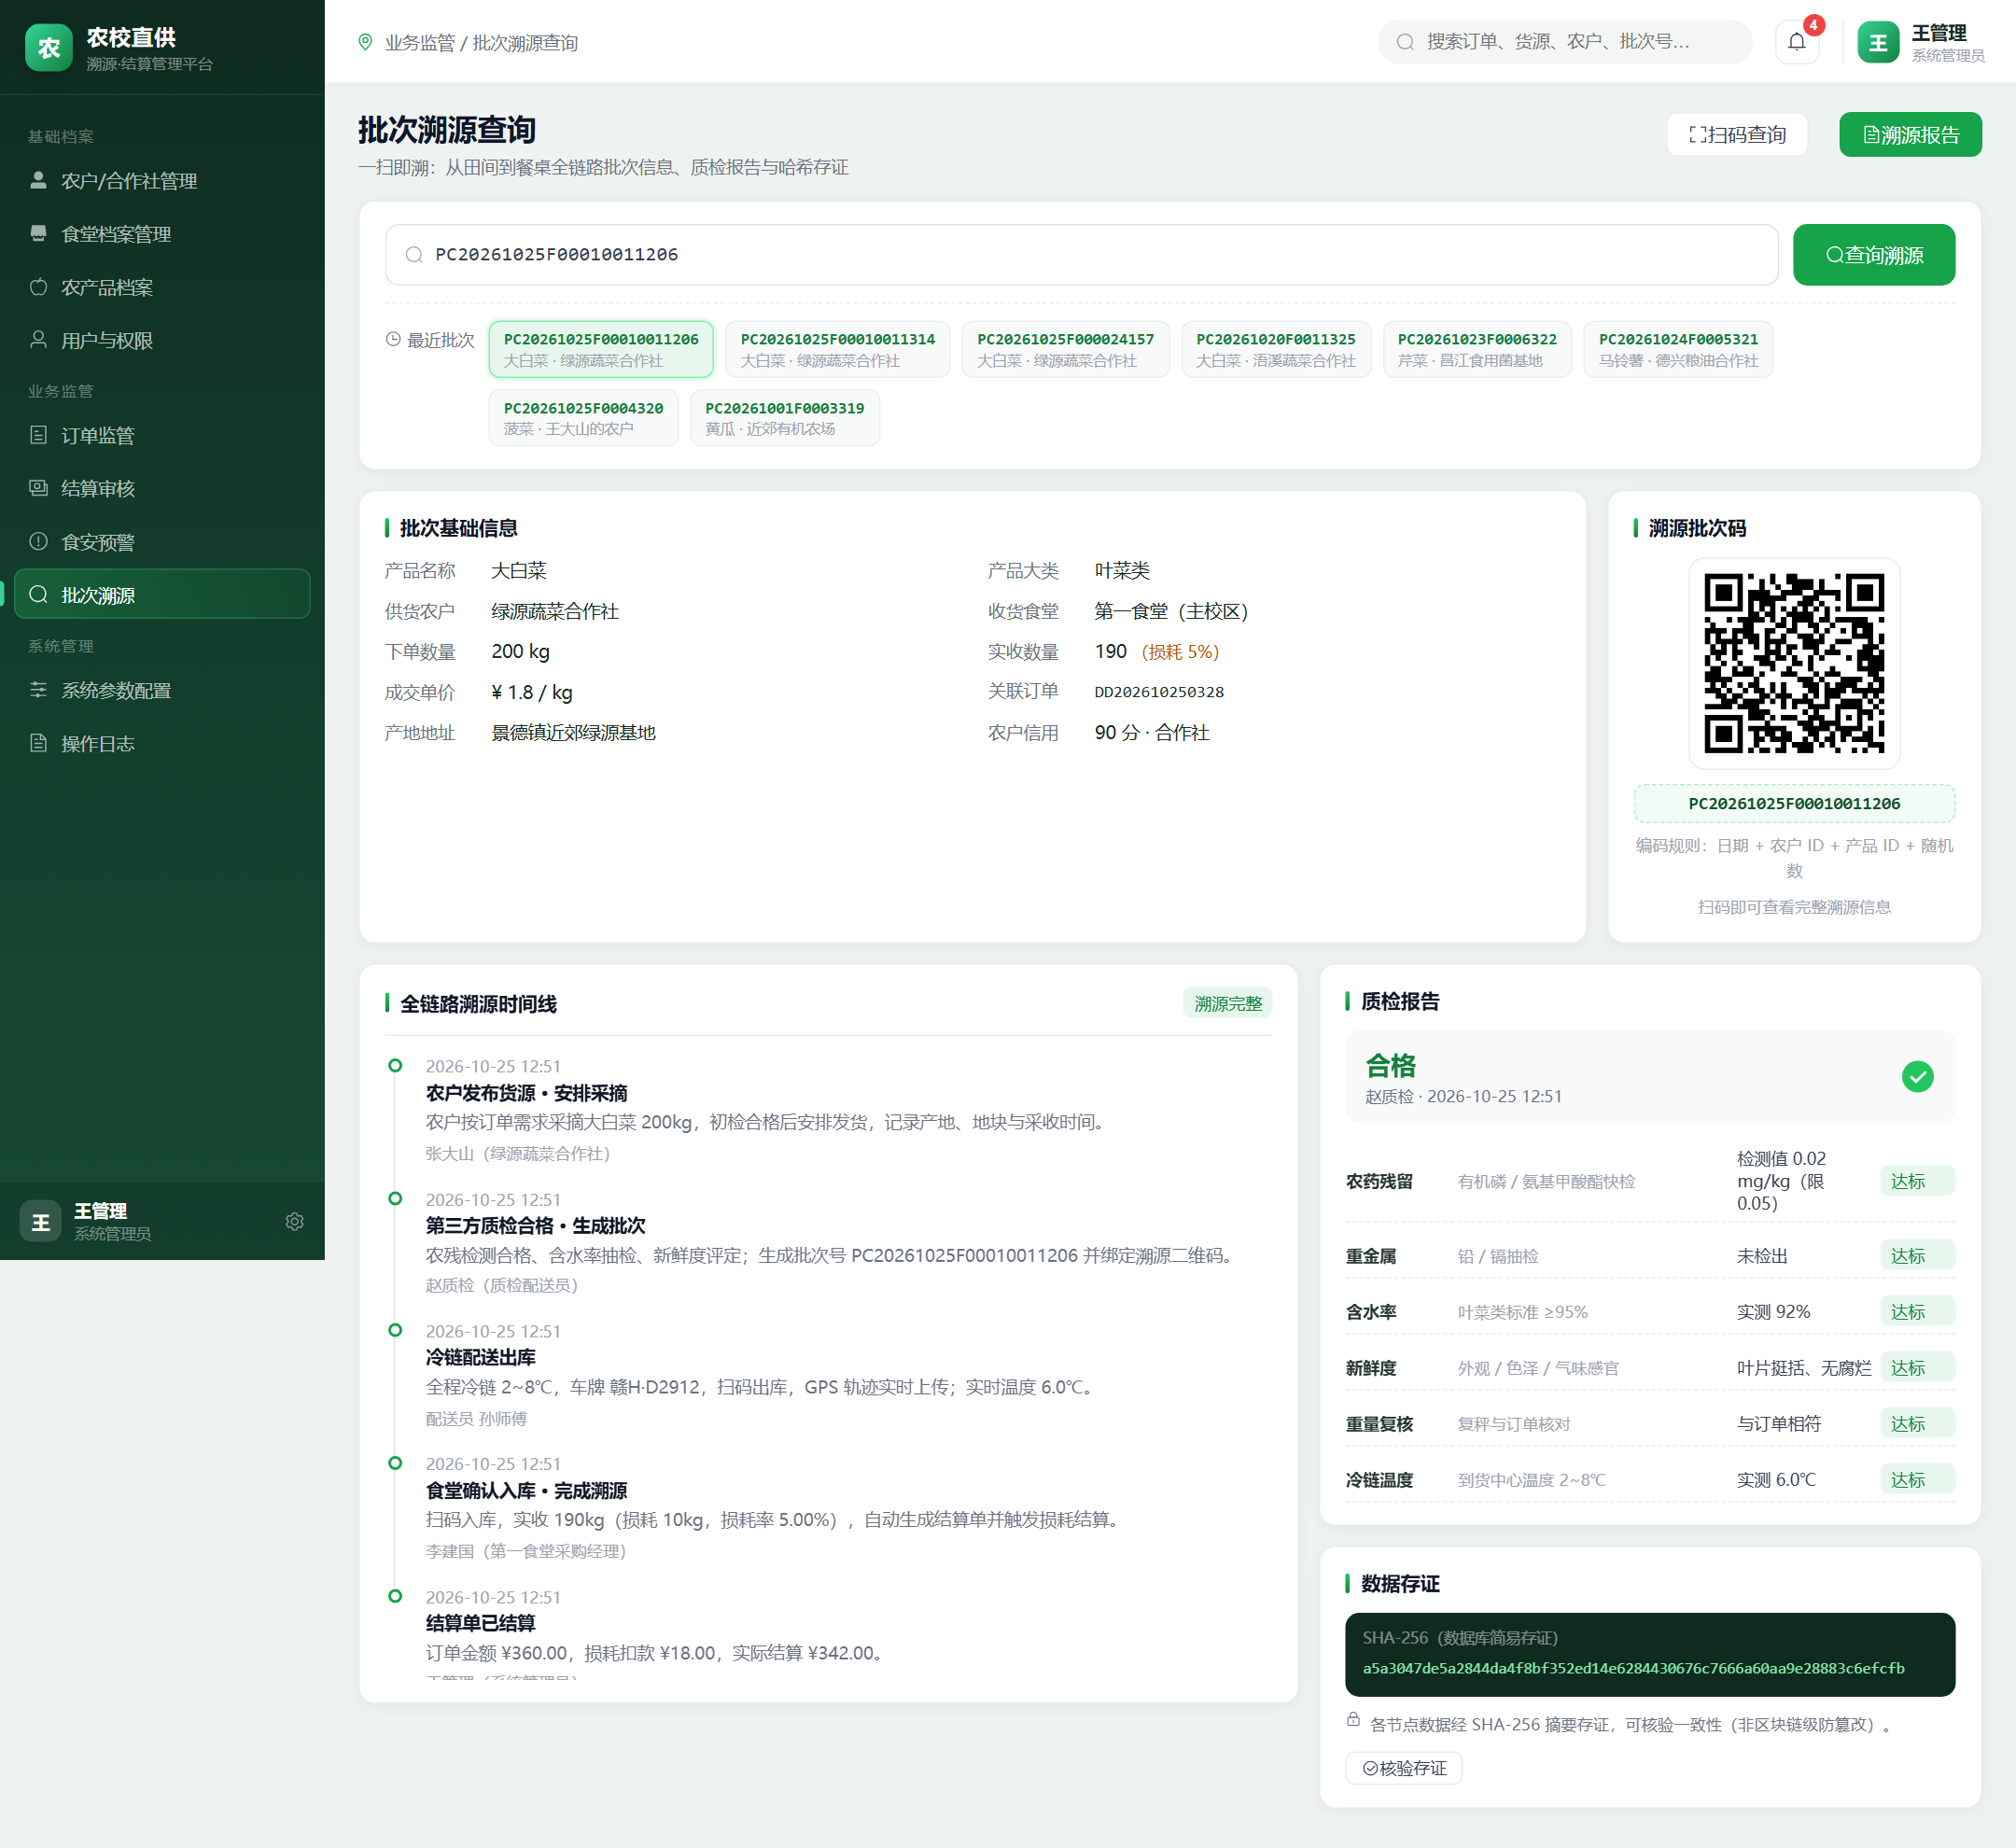 农
农校直供
溯源·结算管理平台
基础档案
农户/合作社管理
食堂档案管理
农产品档案
用户与权限
业务监管
订单监管
结算审核
食安预警
批次溯源
系统管理
系统参数配置
操作日志
王
王管理
系统管理员
业务监管 / 批次溯源查询
搜索订单、货源、农户、批次号...
4
王
王管理
系统管理员
批次溯源查询
一扫即溯：从田间到餐桌全链路批次信息、质检报告与哈希存证
扫码查询
溯源报告
PC20261025F00010011206
查询溯源
最近批次
PC20261025F00010011206
大白菜 · 绿源蔬菜合作社
PC20261025F00010011314
大白菜 · 绿源蔬菜合作社
PC20261025F000024157
大白菜 · 绿源蔬菜合作社
PC20261020F0011325
大白菜 · 浯溪蔬菜合作社
PC20261023F0006322
芹菜 · 昌江食用菌基地
PC20261024F0005321
马铃薯 · 德兴粮油合作社
PC20261025F0004320
菠菜 · 王大山的农户
PC20261001F0003319
黄瓜 · 近郊有机农场
批次基础信息
产品名称 大白菜
产品大类 叶菜类
供货农户 绿源蔬菜合作社
收货食堂 第一食堂（主校区）
下单数量 200 kg
实收数量 190 （损耗 5%）
成交单价 ¥ 1.8 / kg
关联订单 DD202610250328
产地地址 景德镇近郊绿源基地
农户信用 90 分 · 合作社
溯源批次码
PC20261025F00010011206
编码规则：日期 + 农户 ID + 产品 ID + 随机
数
扫码即可查看完整溯源信息
全链路溯源时间线
溯源完整
2026-10-25 12:51
农户发布货源 · 安排采摘
农户按订单需求采摘大白菜 200kg，初检合格后安排发货，记录产地、地块与采收时间。
张大山（绿源蔬菜合作社）
2026-10-25 12:51
第三方质检合格 · 生成批次
农残检测合格、含水率抽检、新鲜度评定；生成批次号 PC20261025F00010011206 并绑定溯源二维码。
赵质检（质检配送员）
2026-10-25 12:51
冷链配送出库
全程冷链 2~8℃，车牌 赣H·D2912，扫码出库，GPS 轨迹实时上传；实时温度 6.0℃。
配送员 孙师傅
2026-10-25 12:51
食堂确认入库 · 完成溯源
扫码入库，实收 190kg（损耗 10kg，损耗率 5.00%），自动生成结算单并触发损耗结算。
李建国（第一食堂采购经理）
2026-10-25 12:51
结算单已结算
订单金额 ¥360.00，损耗扣款 ¥18.00，实际结算 ¥342.00。
质检报告
合格
赵质检 · 2026-10-25 12:51
农药残留 有机磷 / 氨基甲酸酯快检
检测值 0.02
mg/kg（限
0.05）
达标
重金属 铅 / 镉抽检 未检出 达标
含水率 叶菜类标准 ≥95% 实测 92% 达标
新鲜度 外观 / 色泽 / 气味感官 叶片挺括、无腐烂 达标
重量复核 复秤与订单核对 与订单相符 达标
冷链温度 到货中心温度 2~8℃ 实测 6.0℃ 达标
数据存证
SHA-256（数据库简易存证）
a5a3047de5a2844da4f8bf352ed14e6284430676c7666a60aa9e28883c6efcfb
各节点数据经 SHA-256 摘要存证，可核验一致性（非区块链级防篡改）。
核验存证